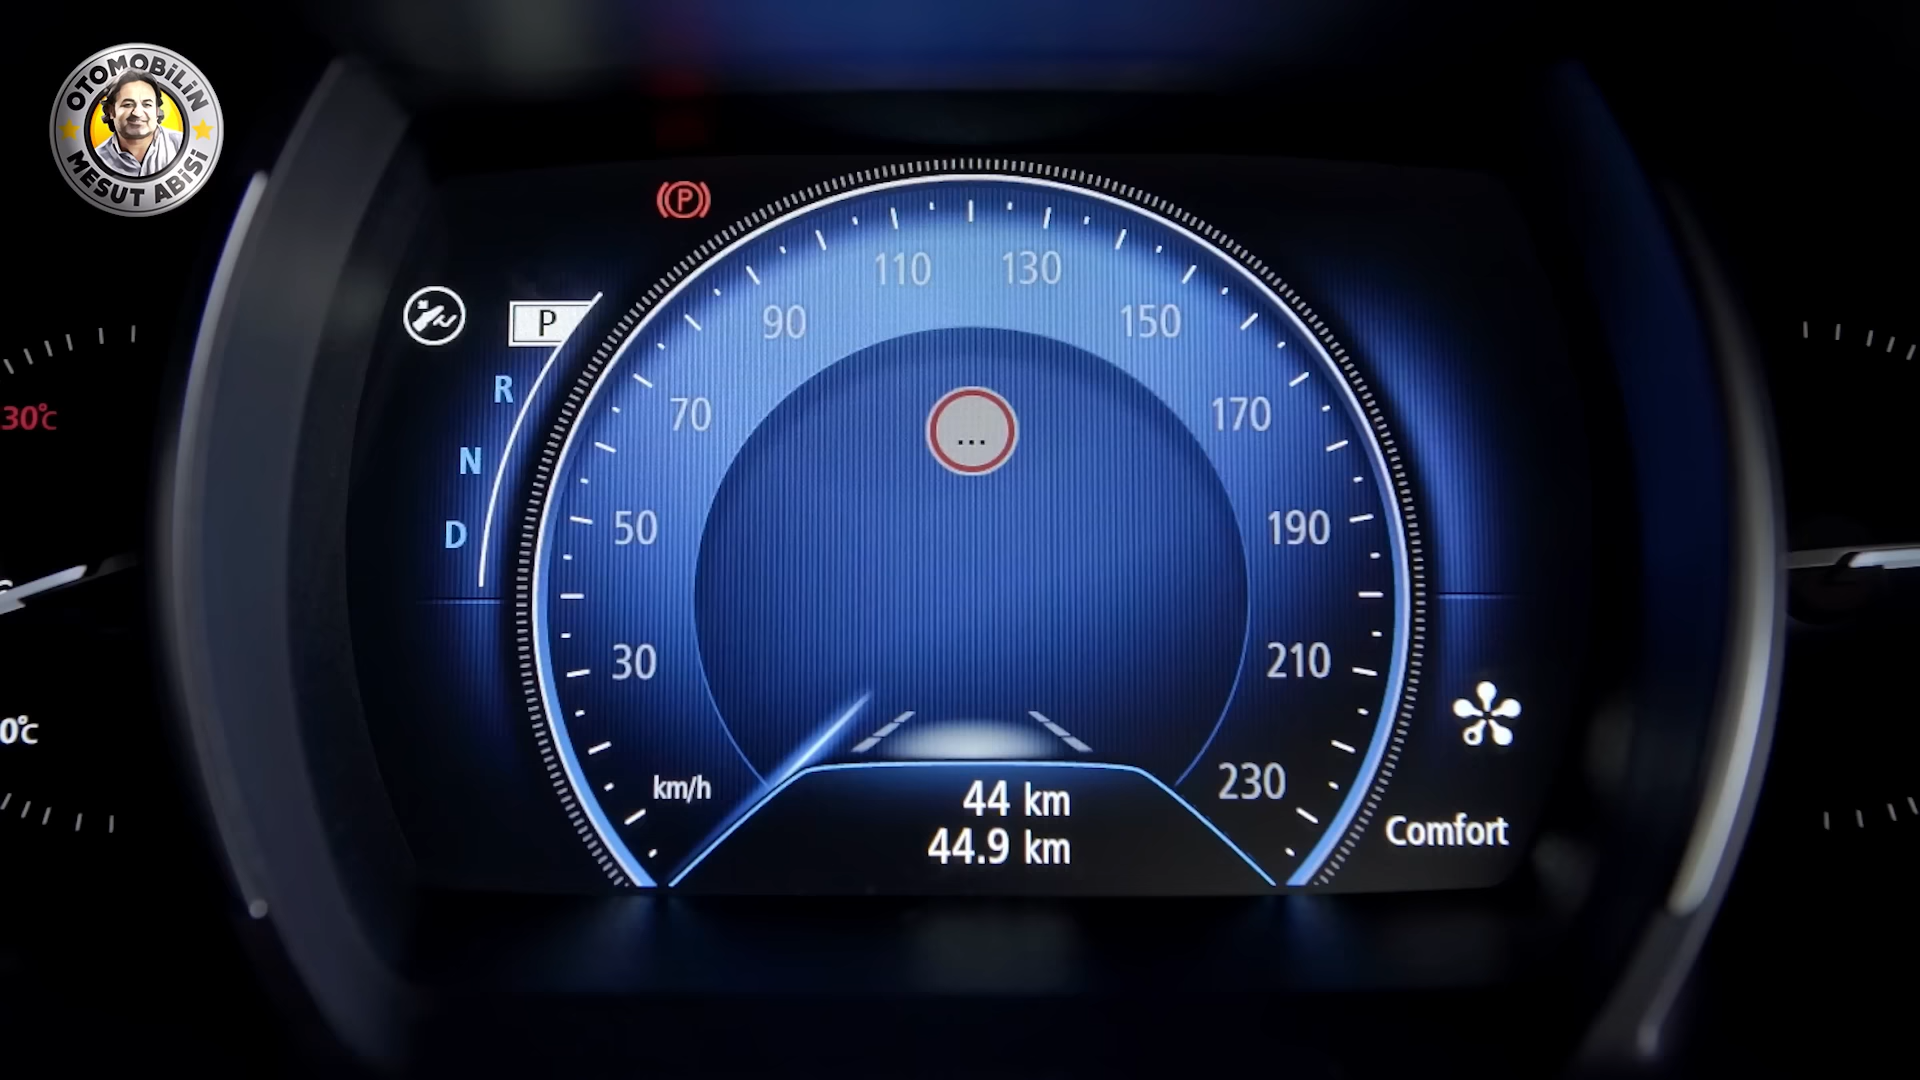 OTOMOBİLİN
MESUT ABİSİ
P
P
R
N
D
30℃
0℃
30
50
70
90
110
130
150
170
190
210
230
...
km/h
44 km
44.9 km
Comfort